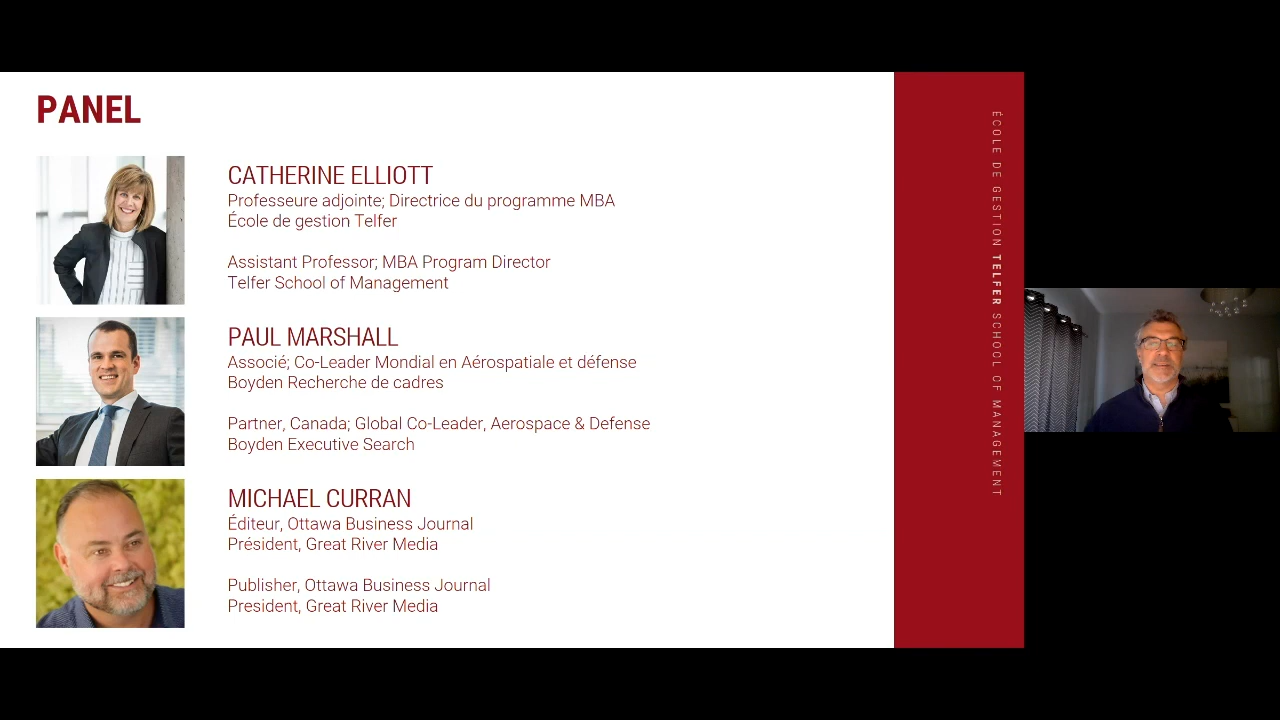 PANEL
CATHERINE ELLIOTT
Professeure adjointe; Directrice du programme MBA
École de gestion Telfer
Assistant Professor; MBA Program Director
Telfer School of Management
PAUL MARSHALL
Associé; Co-Leader Mondial en Aérospatiale et défense
Boyden Recherche de cadres
Partner, Canada; Global Co-Leader, Aerospace & Defense
Boyden Executive Search
MICHAEL CURRAN
Éditeur, Ottawa Business Journal
Président, Great River Media
Publisher, Ottawa Business Journal
President, Great River Media
ÉCOLE DE GESTION TELFER SCHOOL OF MANAGEMENT